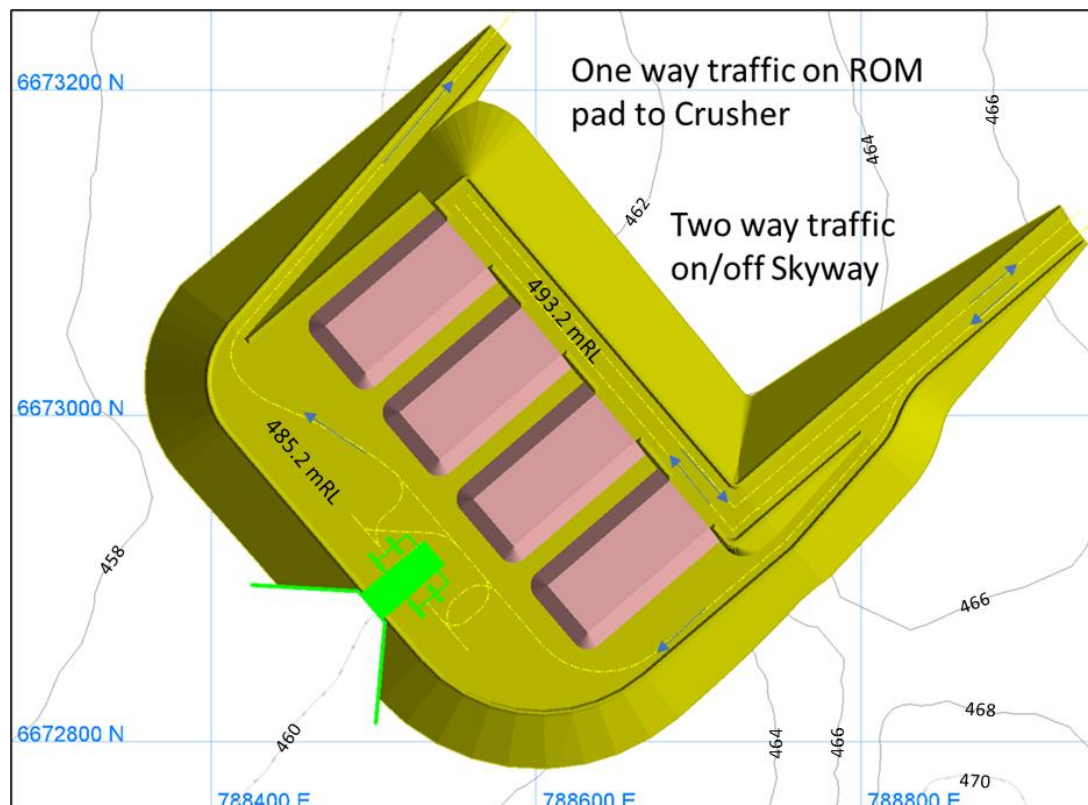 6673200 N
One way traffic on ROM
pad to Crusher
466
464
462
Two way traffic
on/off Skyway
493.2 mRL
6673000 N
485.2 mRL
458
466
468
460
464
466
6672800 N
470
788400 E
788600 E
788800 E